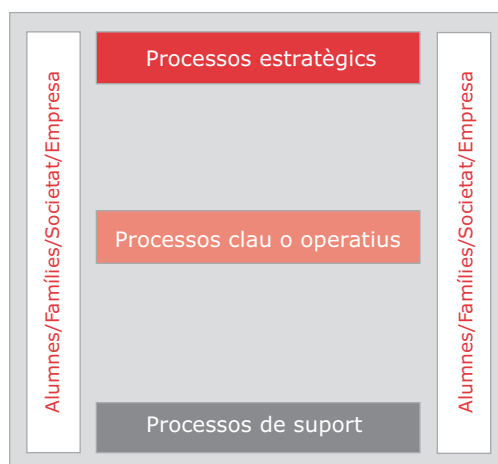 Alumnes/Famílies/Societat/Empresa
Processos estratègics
Processos clau o operatius
Processos de suport
Alumnes/Famílies/Societat/Empresa